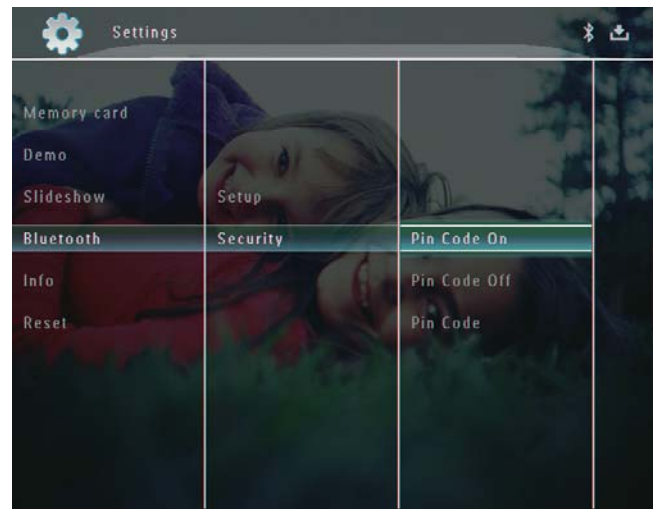 Settings
Memory card
Demo
Slideshow
Setup
Bluetooth
Security
Pin Code On
Info
Pin Code Off
Reset
Pin Code